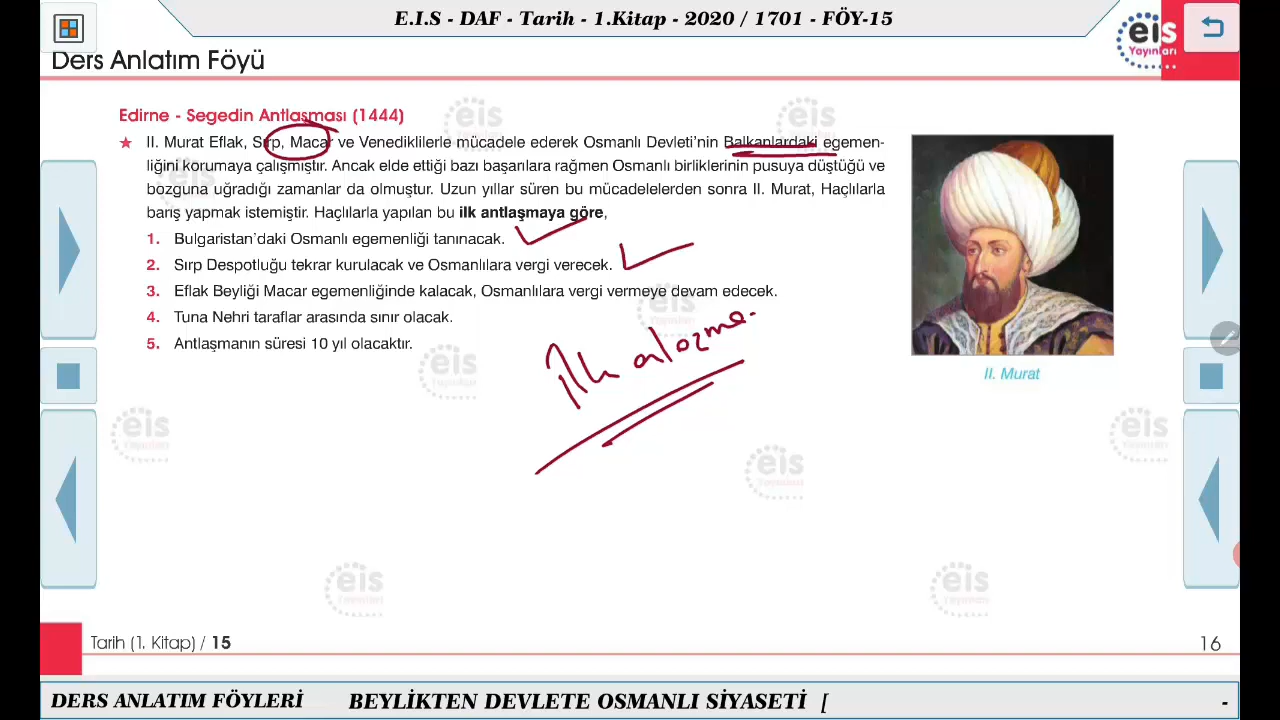 E.I.S - DAF - Tarih - 1.Kitap - 2020 / 1701 - FÖY-15
Ders Anlatım Föyü
eis
Yayınları
Edirne - Segedin Antlaşması (1444)
★ II. Murat Eflak, Sırp, Macar ve Venediklilerle mücadele ederek Osmanlı Devleti'nin Balkanlardaki egemen-
liğini korumaya çalışmıştır. Ancak elde ettiği bazı başarılara rağmen Osmanlı birliklerinin pusuya düştüğü ve
bozguna uğradığı zamanlar da olmuştur. Uzun yıllar süren bu mücadelelerden sonra II. Murat, Haçlılarla
barış yapmak istemiştir. Haçlılarla yapılan bu ilk antlaşmaya göre,
1. Bulgaristan'daki Osmanlı egemenliği tanınacak.
2. Sırp Despotluğu tekrar kurulacak ve Osmanlılara vergi verecek.
3. Eflak Beyliği Macar egemenliğinde kalacak, Osmanlılara vergi vermeye devam edecek.
4. Tuna Nehri taraflar arasında sınır olacak.
5. Antlaşmanın süresi 10 yıl olacaktır.
ilk
II. Murat
Tarih (1. Kitap) / 15
16
DERS ANLATIM FÖYLERİ BEYLİKTEN DEVLETE OSMANLI SİYASETİ [ -